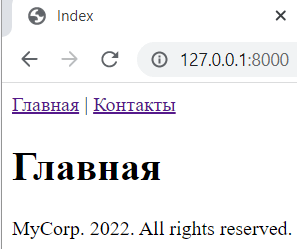 Index
127.0.0.1:8000
Главная | Контакты
Главная
MyCorp. 2022. All rights reserved.